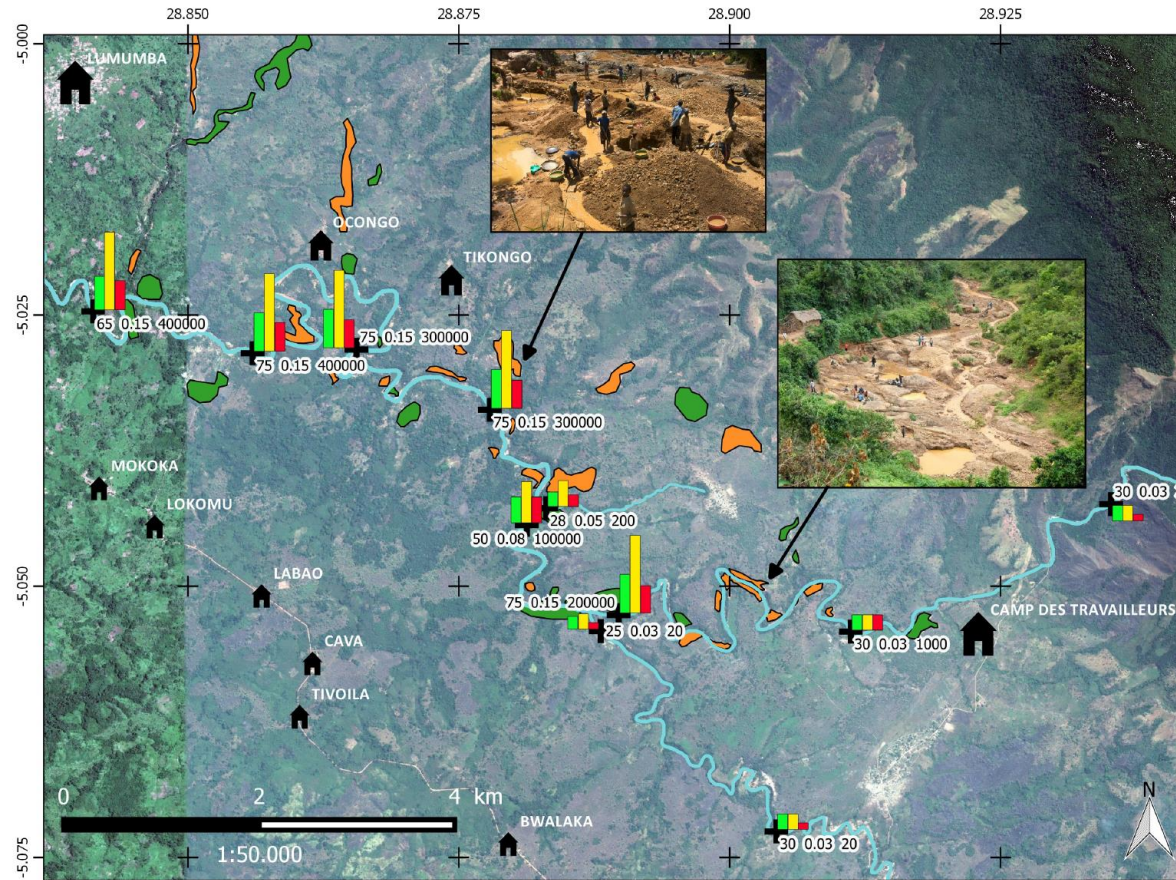 28.850 28.875 28.900 28.925
-5.000
LUMUMBA
OCONGO
TIKONGO
-5.025
65 0.15 400000
75 0.15 400000
75 0.15 300000
75 0.15 300000
MOKOKA
LOKOMU
28 0.05 200
50 0.08 100000
30 0.03
-5.050
LABAO
75 0.15 200000
25 0.03 20
30 0.03 1000
CAMP DES TRAVAILLEURS
CAVA
TIVOILA
0 2 4 km
1:50.000
BWALAKA
30 0.03 20
N
-5.075